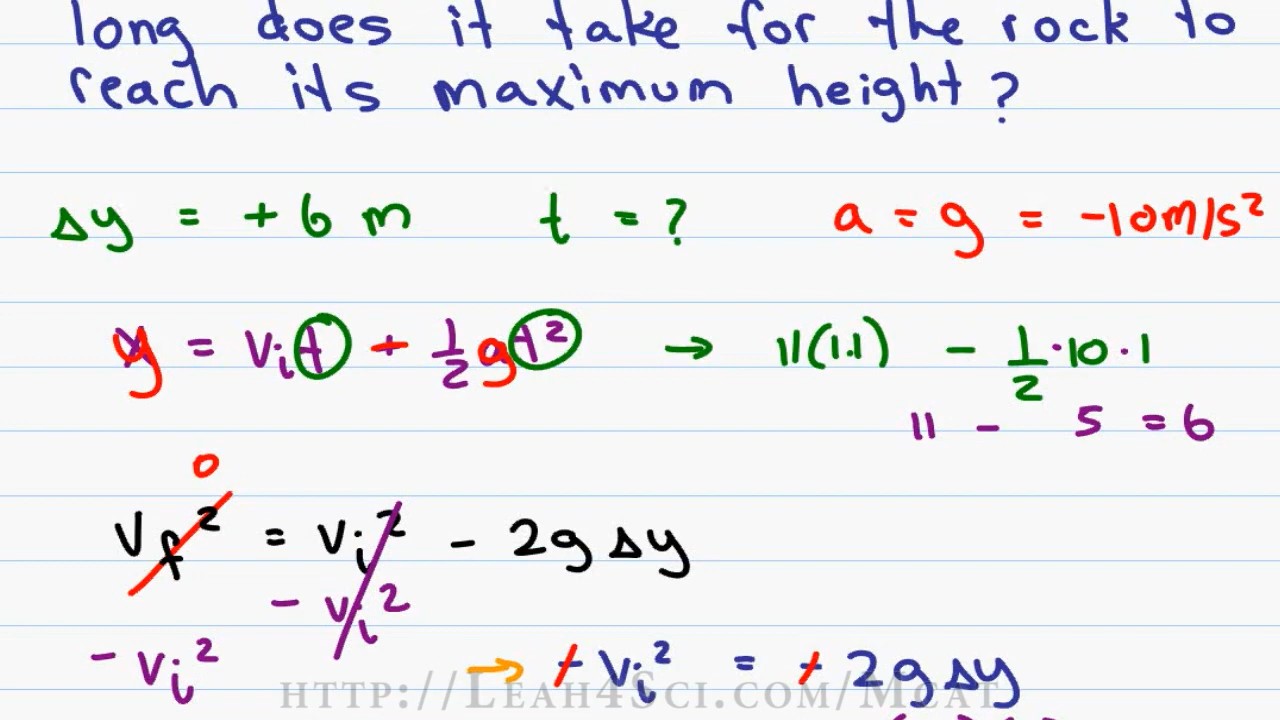 long does it take for the rock to
reach its maximum height?
Δy = +6 m t = ? a = g = -10m/s²
y = vᵢt + ½gt² → 11(1.1) - ½·10·1
11 - 5 = 6
0
v_f² = vᵢ² - 2gΔy
- vᵢ²
- vᵢ² → - vᵢ² = - 2gΔy
http://Leah4Sci.com/Mcat